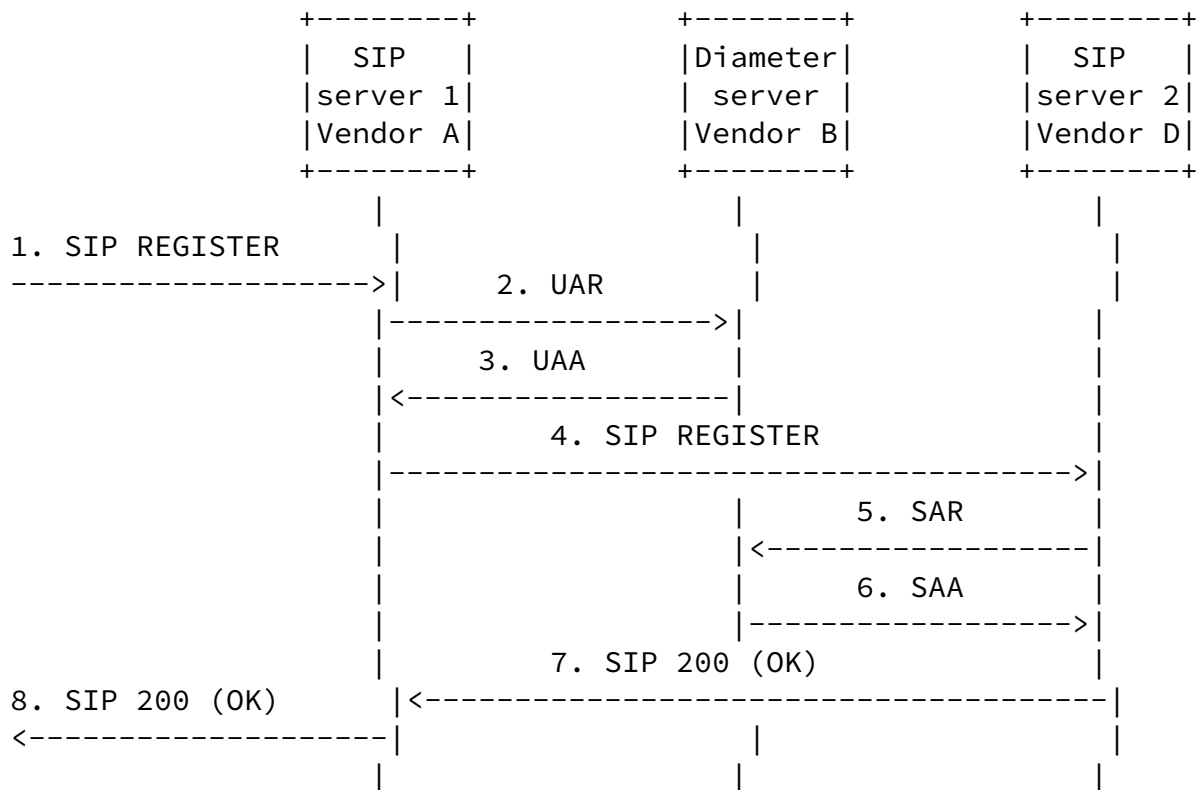 SIP Diameter SIP
server 1 server server 2
Vendor A Vendor B Vendor D
1. SIP REGISTER
2. UAR
3. UAA
4. SIP REGISTER
5. SAR
6. SAA
7. SIP 200 (OK)
8. SIP 200 (OK)